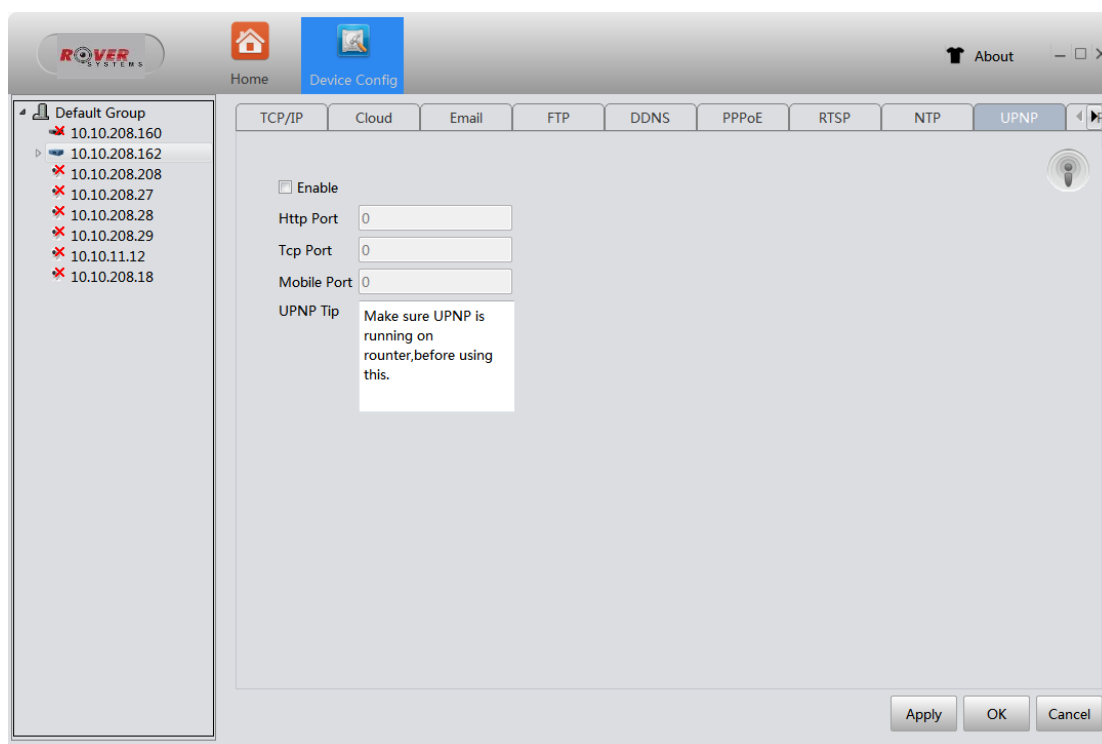 ROVER
SYSTEMS
Home
Device Config
About
Default Group
10.10.208.160
10.10.208.162
10.10.208.208
10.10.208.27
10.10.208.28
10.10.208.29
10.10.11.12
10.10.208.18
TCP/IP Cloud Email FTP DDNS PPPoE RTSP NTP UPNP
Enable
Http Port 0
Tcp Port 0
Mobile Port 0
UPNP Tip
Make sure UPNP is
running on
rounter,before using
this.
Apply OK Cancel